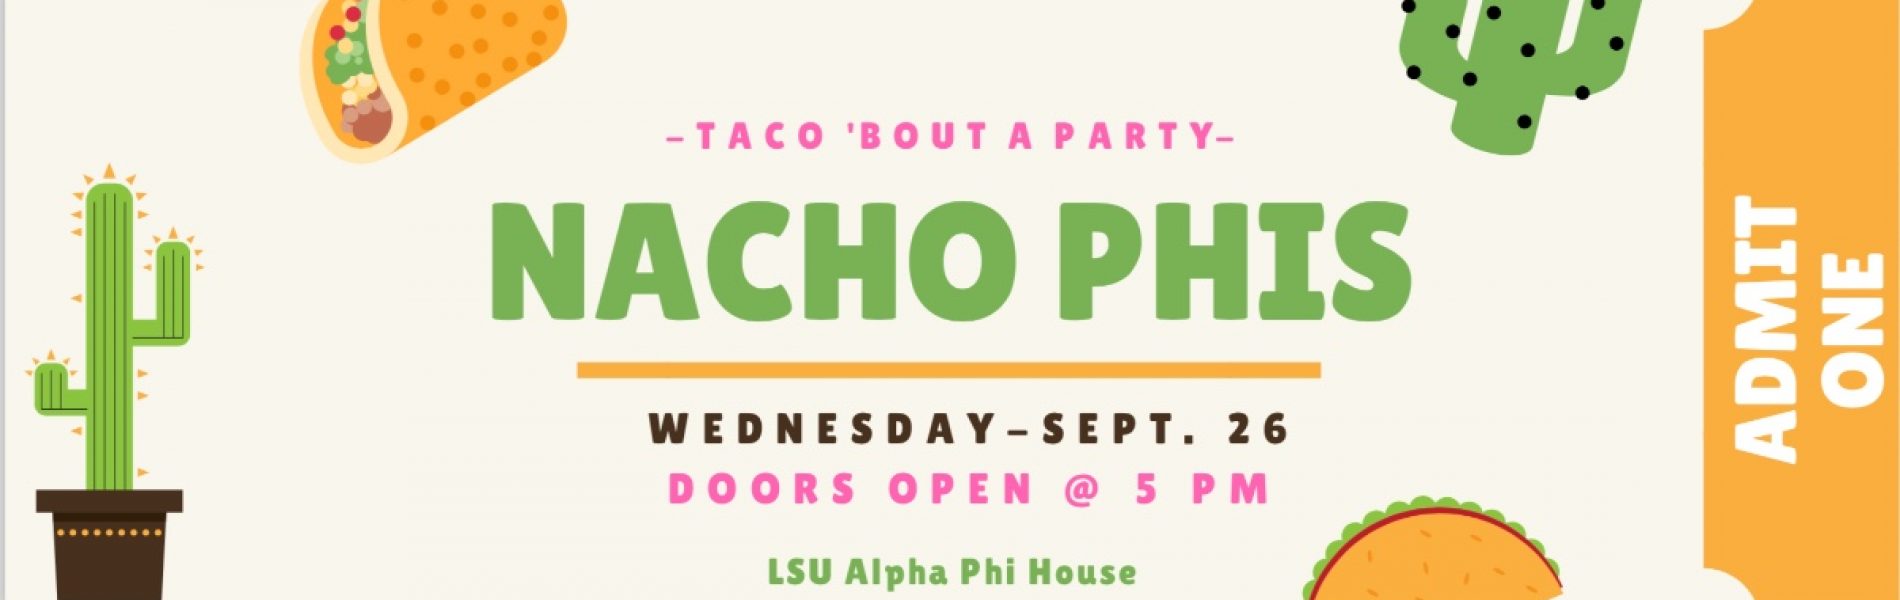 –TACO 'BOUT A PARTY–
NACHO PHIS
WEDNESDAY–SEPT. 26
DOORS OPEN @ 5 PM
LSU Alpha Phi House
ADMIT
ONE